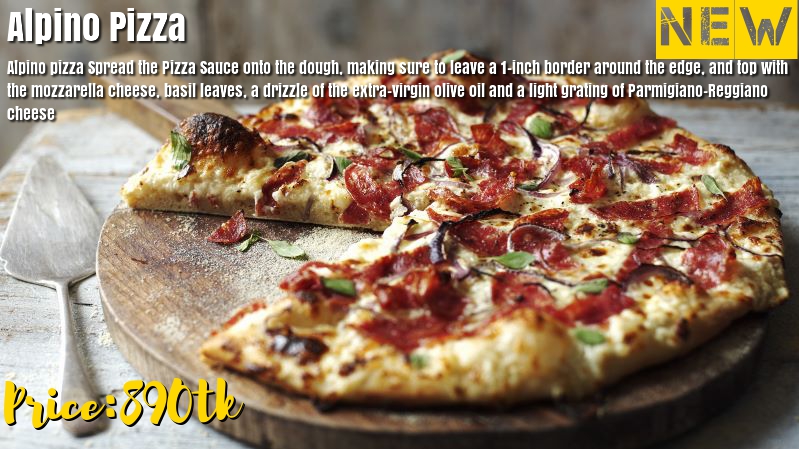 Alpino Pizza
NEW
Alpino pizza Spread the Pizza Sauce onto the dough, making sure to leave a 1-inch border around the edge, and top with
the mozzarella cheese, basil leaves, a drizzle of the extra-virgin olive oil and a light grating of Parmigiano-Reggiano
cheese
Price:890tk